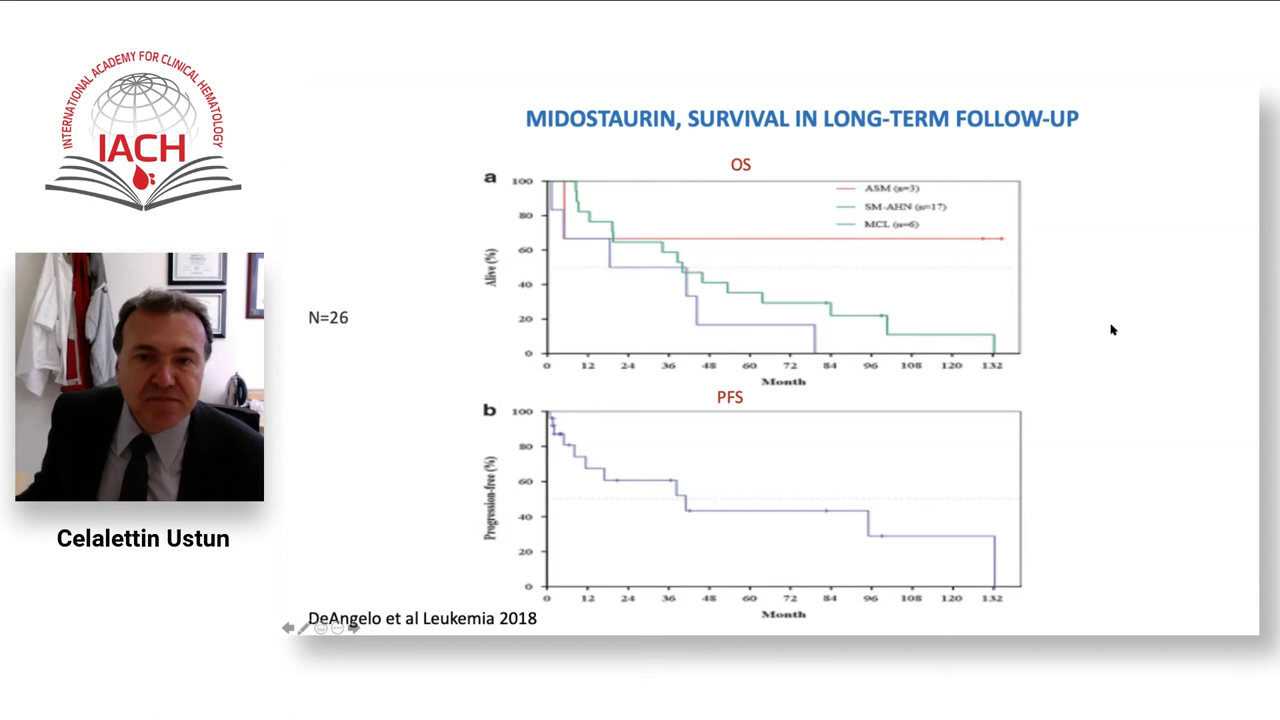 INTERNATIONAL ACADEMY FOR CLINICAL HEMATOLOGY
IACH
Celalettin Ustun
MIDOSTAURIN, SURVIVAL IN LONG-TERM FOLLOW-UP
N=26
OS
a
100
80
60
40
20
0
Alive (%)
ASM (n=3)
SM-AHN (n=17)
MCL (n=6)
0 12 24 36 48 60 72 84 96 108 120 132
Month
PFS
b
100
80
60
40
20
0
Progression-free (%)
0 12 24 36 48 60 72 84 96 108 120 132
Month
DeAngelo et al Leukemia 2018